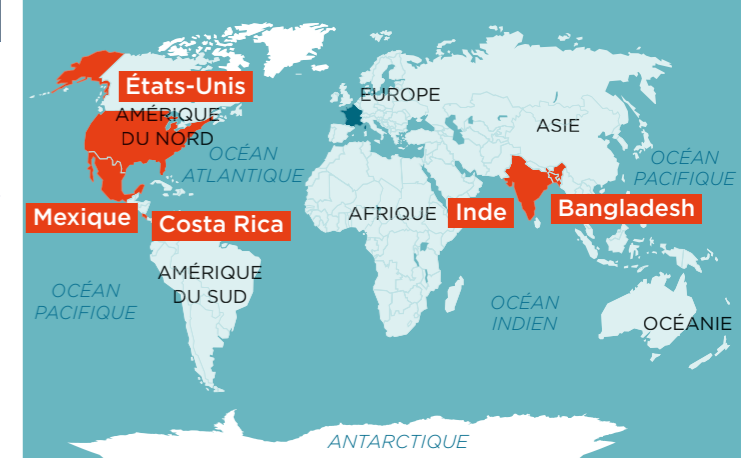 États-Unis
EUROPE
AMÉRIQUE
DU NORD
ASIE
OCÉAN
ATLANTIQUE
OCÉAN
PACIFIQUE
Mexique
Costa Rica
AFRIQUE
Inde
Bangladesh
AMÉRIQUE
DU SUD
OCÉAN
PACIFIQUE
OCÉAN
INDIEN
OCÉANIE
ANTARCTIQUE